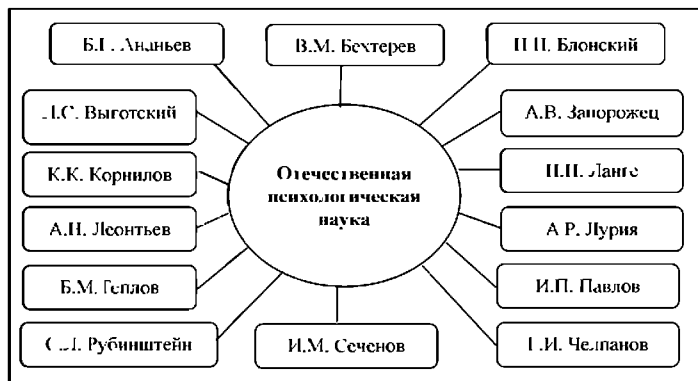 Б.Г. Ананьев
В.М. Бехтерев
П.П. Блонский
Л.С. Выготский
А.В. Запорожец
Отечественная
психологическая
наука
К.К. Корнилов
Н.Н. Ланге
А.Н. Леонтьев
А.Р. Лурия
Б.М. Теплов
И.П. Павлов
С.Л. Рубинштейн
И.М. Сеченов
Г.И. Челпанов